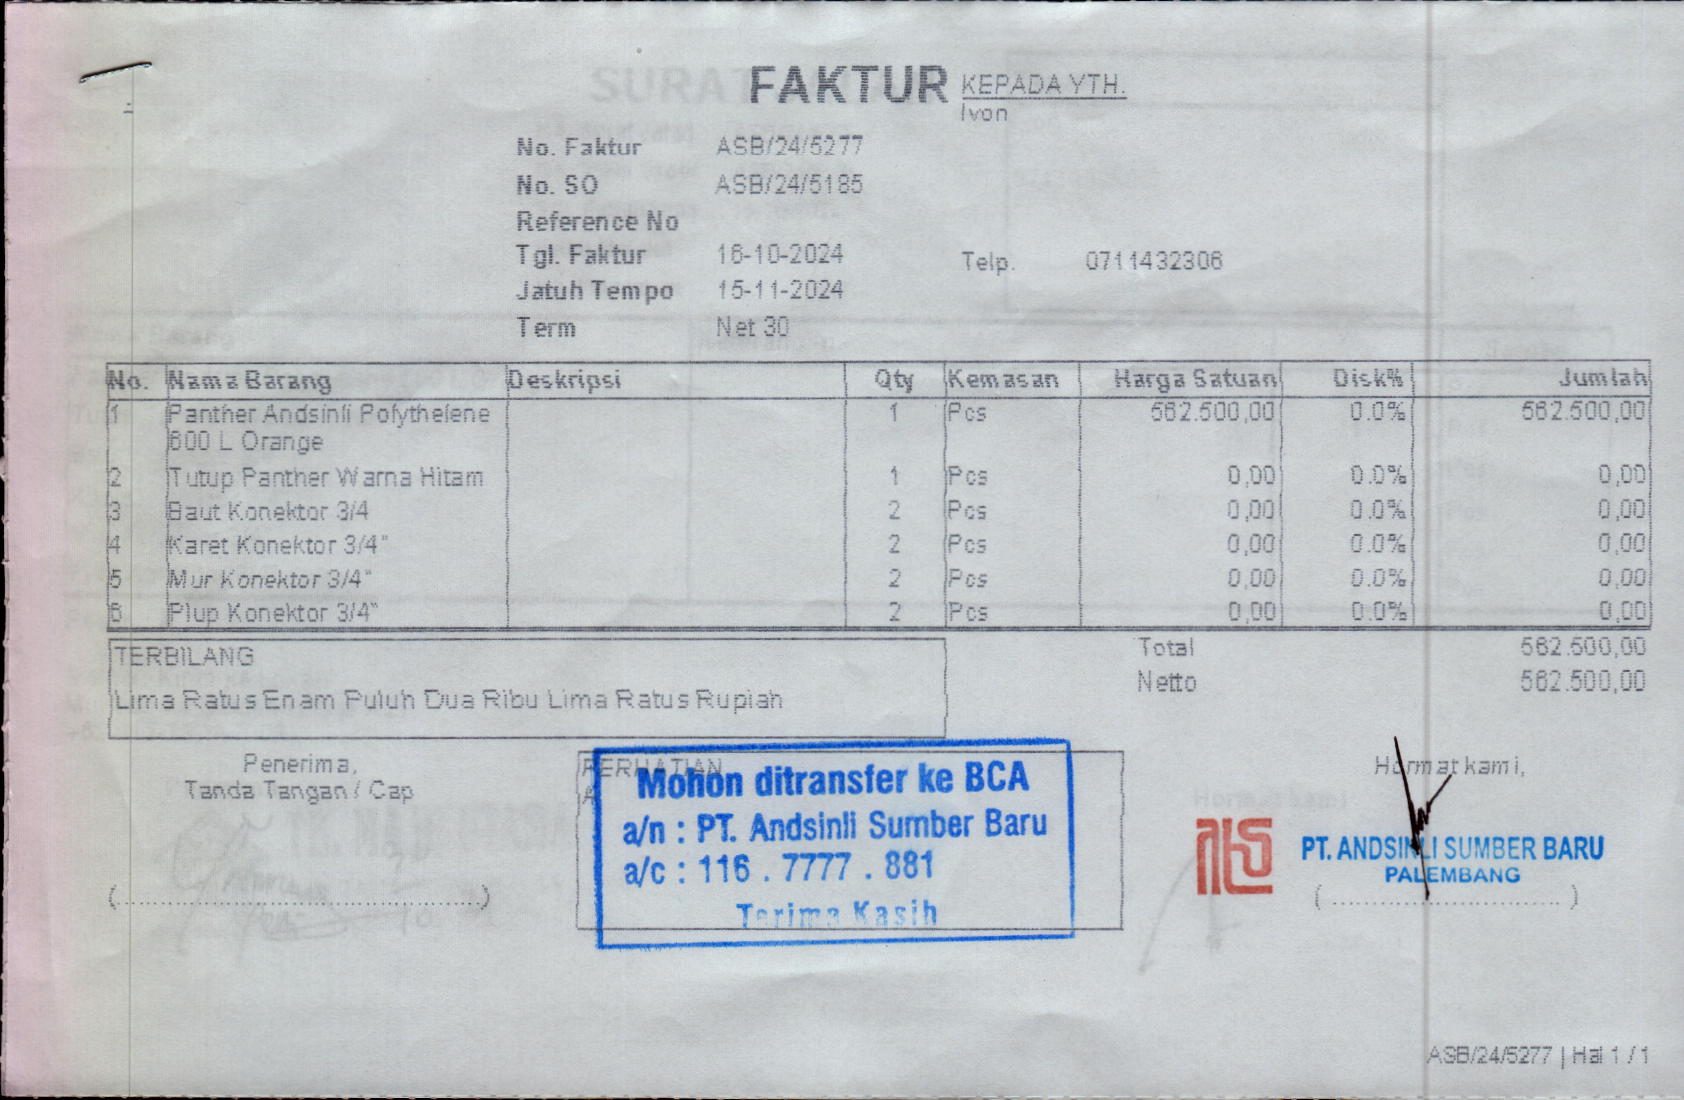 FAKTUR
KEPADA YTH.
Ivon
No. Faktur ASB/24/5277
No. SO ASB/24/5185
Reference No
Tgl. Faktur 16-10-2024
Telp. 0711432306
Jatuh Tempo 15-11-2024
Term Net 30
No. Nama Barang Deskripsi Qty Kemasan Harga Satuan Disk% Jumlah
1 Panther Andsinli Polythelene 1 Pcs 562.500,00 0.0% 562.500,00
600 L Orange
2 Tutup Panther Warna Hitam 1 Pcs 0,00 0.0% 0,00
3 Baut Konektor 3/4 2 Pcs 0,00 0.0% 0,00
4 Karet Konektor 3/4" 2 Pcs 0,00 0.0% 0,00
5 Mur Konektor 3/4" 2 Pcs 0,00 0.0% 0,00
6 Plup Konektor 3/4" 2 Pcs 0,00 0.0% 0,00
Total 562.500,00
Netto 562.500,00
TERBILANG
Lima Ratus Enam Puluh Dua Ribu Lima Ratus Rupiah
Penerima,
Tanda Tangan / Cap
(..........................................)
PERHATIAN
Mohon ditransfer ke BCA
a/n : PT. Andsinli Sumber Baru
a/c : 116 . 7777 . 881
Terima Kasih
Hormat kami,
PT. ANDSINLI SUMBER BARU
PALEMBANG
( ............................. )
ASB/24/5277 | Hal 1 / 1